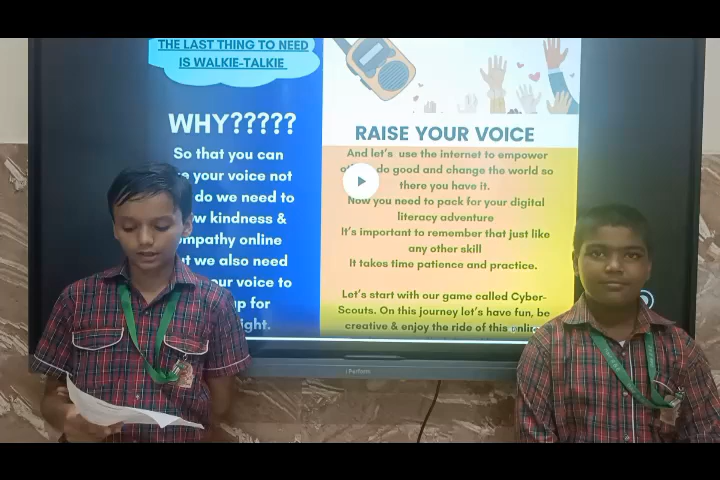 THE LAST THING TO NEED
IS WALKIE-TALKIE
WHY?????
So that you can
your voice not
do we need to
kindness &
online
we also need
your voice to
for
RAISE YOUR VOICE
And let's use the internet to empower
do good and change the world so
there you have it.
Now you need to pack for your digital
literacy adventure
It's important to remember that just like
any other skill
It takes time patience and practice.
Let's start with our game called Cyber-
Scouts. On this journey let's have fun, be
creative & enjoy the ride of this
iPerform